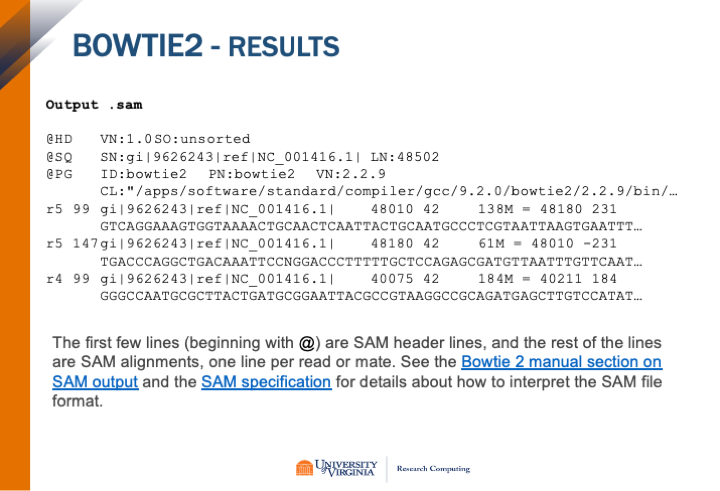 BOWTIE2 - RESULTS
Output .sam
@HD VN:1.0SO:unsorted
@SQ SN:gi|9626243|ref|NC_001416.1| LN:48502
@PG ID:bowtie2 PN:bowtie2 VN:2.2.9
CL:"/apps/software/standard/compiler/gcc/9.2.0/bowtie2/2.2.9/bin/…
r5 99 gi|9626243|ref|NC_001416.1| 48010 42 138M = 48180 231
GTCAGGAAAGTGGTAAAACTGCAACTCAATTACTGCAATGCCCTCGTAATTAAGTGAATTT…
r5 147gi|9626243|ref|NC_001416.1| 48180 42 61M = 48010 -231
TGACCCAGGCTGACAAATTCCNGGACCCTTTTTGCTCCAGAGCGATGTTAATTTGTTCAAT…
r4 99 gi|9626243|ref|NC_001416.1| 40075 42 184M = 40211 184
GGGCCAATGCGCTTACTGATGCGGAATTACGCCGTAAGGCCGCAGATGAGCTTGTCCATAT…
The first few lines (beginning with @) are SAM header lines, and the rest of the lines
are SAM alignments, one line per read or mate. See the Bowtie 2 manual section on
SAM output and the SAM specification for details about how to interpret the SAM file
format.
UNIVERSITY of VIRGINIA Research Computing